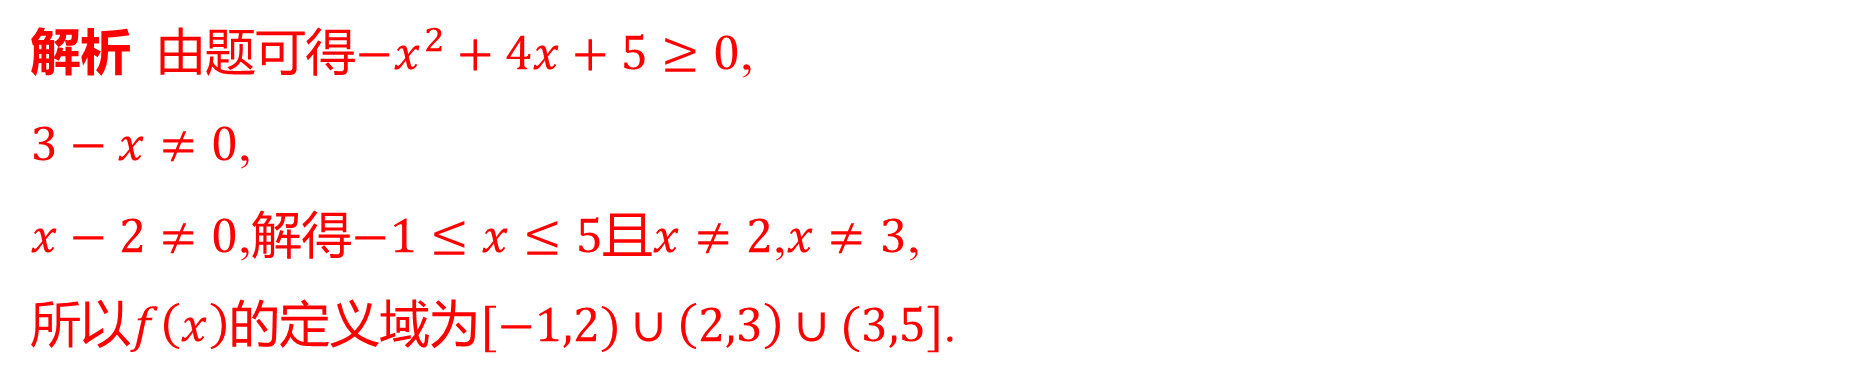 解析 由题可得−x² + 4x + 5 ≥ 0,
3 − x ≠ 0,
x − 2 ≠ 0,解得−1 ≤ x ≤ 5且x ≠ 2,x ≠ 3,
所以f(x)的定义域为[−1,2) ∪ (2,3) ∪ (3,5].